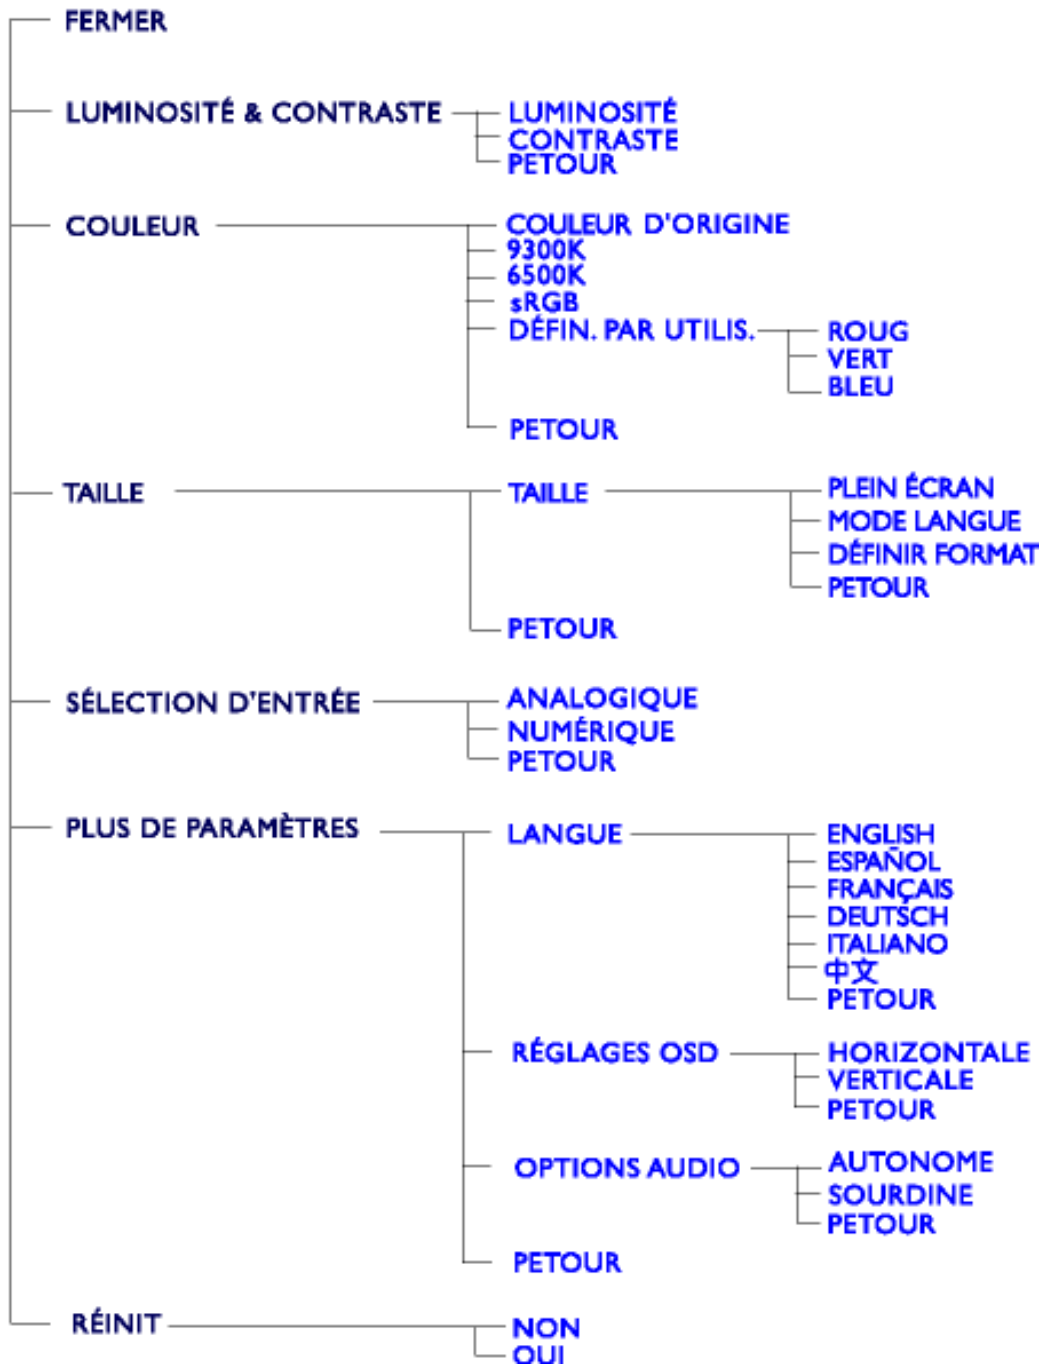 FERMER
LUMINOSITÉ & CONTRASTE
LUMINOSITÉ
CONTRASTE
PETOUR
COULEUR
COULEUR D'ORIGINE
9300K
6500K
sRGB
DÉFIN. PAR UTILIS.
ROUG
VERT
BLEU
PETOUR
TAILLE
TAILLE
PLEIN ÉCRAN
MODE LANGUE
DÉFINIR FORMAT
PETOUR
PETOUR
SÉLECTION D'ENTRÉE
ANALOGIQUE
NUMÉRIQUE
PETOUR
PLUS DE PARAMÈTRES
LANGUE
ENGLISH
ESPAÑOL
FRANÇAIS
DEUTSCH
ITALIANO
中文
PETOUR
RÉGLAGES OSD
HORIZONTALE
VERTICALE
PETOUR
OPTIONS AUDIO
AUTONOME
SOURDINE
PETOUR
PETOUR
RÉINIT
NON
OUI